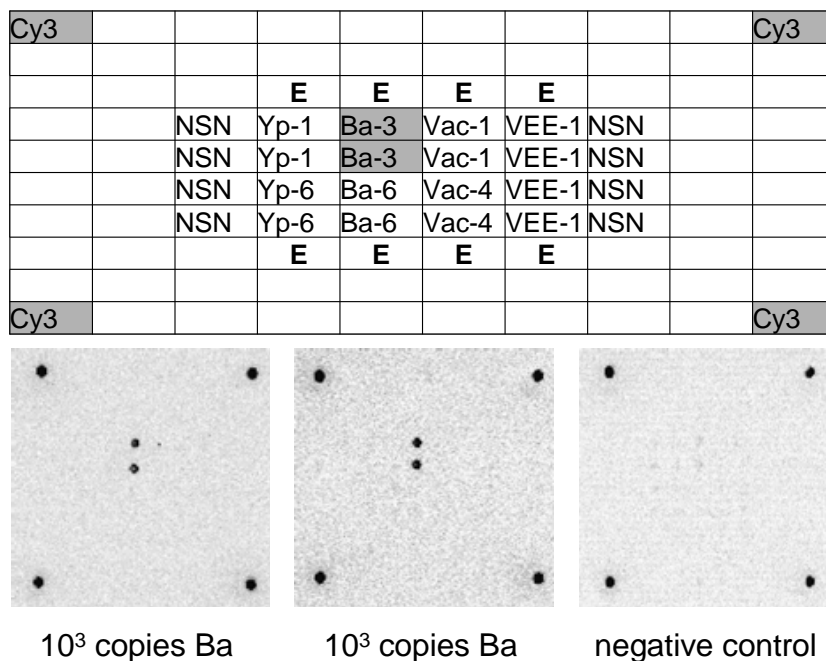 Cy3 Cy3
E E E E
NSN Yp-1 Ba-3 Vac-1 VEE-1 NSN
NSN Yp-1 Ba-3 Vac-1 VEE-1 NSN
NSN Yp-6 Ba-6 Vac-4 VEE-1 NSN
NSN Yp-6 Ba-6 Vac-4 VEE-1 NSN
E E E E
Cy3 Cy3
10³ copies Ba 10³ copies Ba negative control